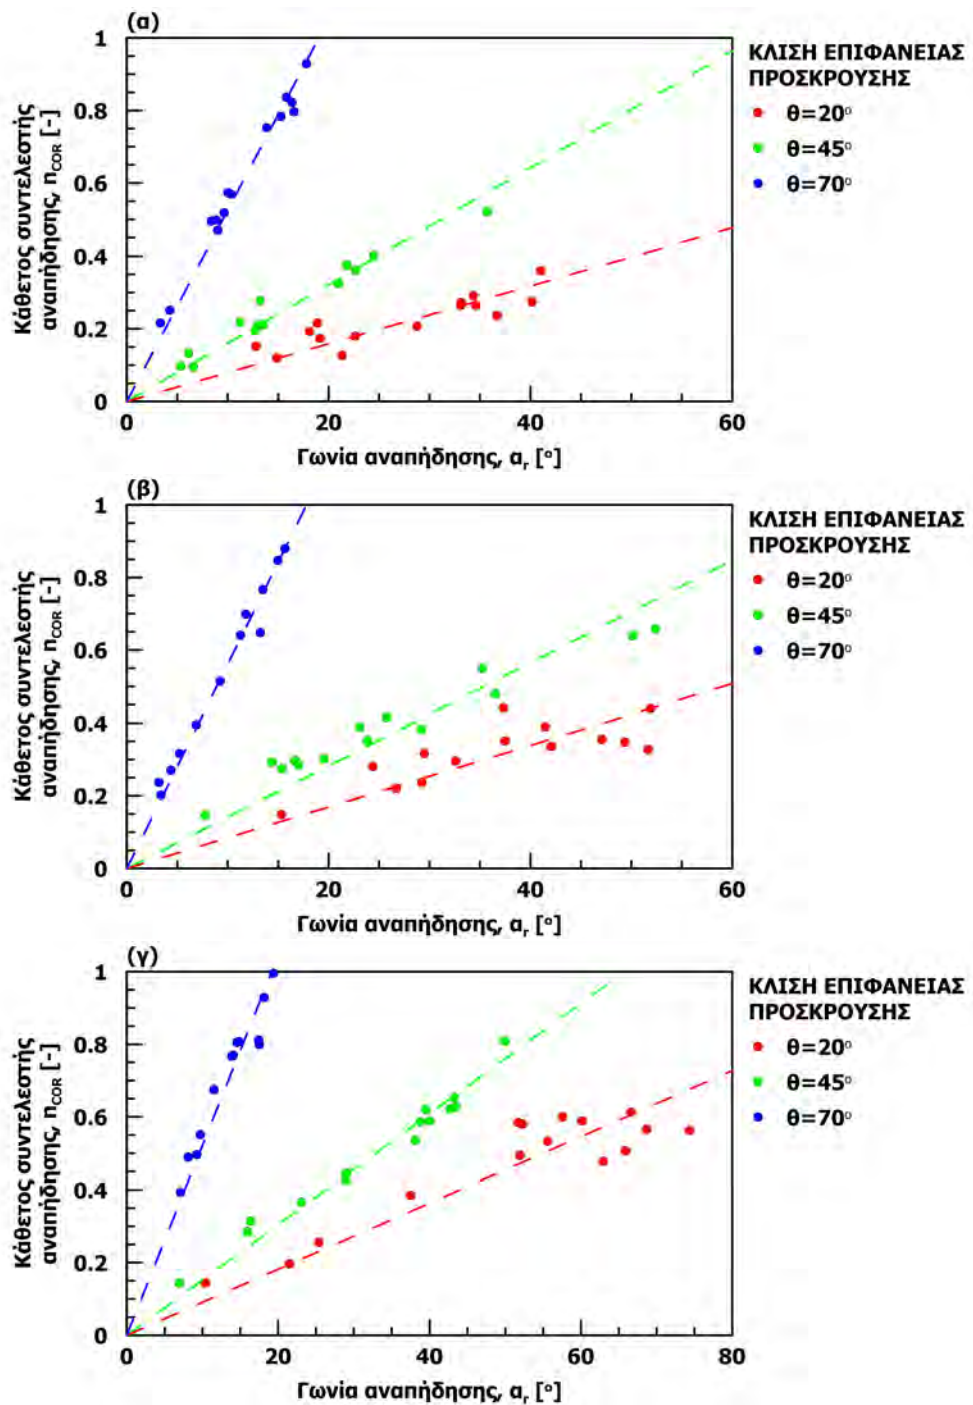 (α)
Κάθετος συντελεστής
αναπήδησης, n_COR [-]
1
0.8
0.6
0.4
0.2
0
0 20 40 60
Γωνία αναπήδησης, α_r [°]
ΚΛΙΣΗ ΕΠΙΦΑΝΕΙΑΣ
ΠΡΟΣΚΡΟΥΣΗΣ
θ=20°
θ=45°
θ=70°
(β)
Κάθετος συντελεστής
αναπήδησης, n_COR [-]
1
0.8
0.6
0.4
0.2
0
0 20 40 60
Γωνία αναπήδησης, α_r [°]
ΚΛΙΣΗ ΕΠΙΦΑΝΕΙΑΣ
ΠΡΟΣΚΡΟΥΣΗΣ
θ=20°
θ=45°
θ=70°
(γ)
Κάθετος συντελεστής
αναπήδησης, n_COR [-]
1
0.8
0.6
0.4
0.2
0
0 20 40 60 80
Γωνία αναπήδησης, α_r [°]
ΚΛΙΣΗ ΕΠΙΦΑΝΕΙΑΣ
ΠΡΟΣΚΡΟΥΣΗΣ
θ=20°
θ=45°
θ=70°